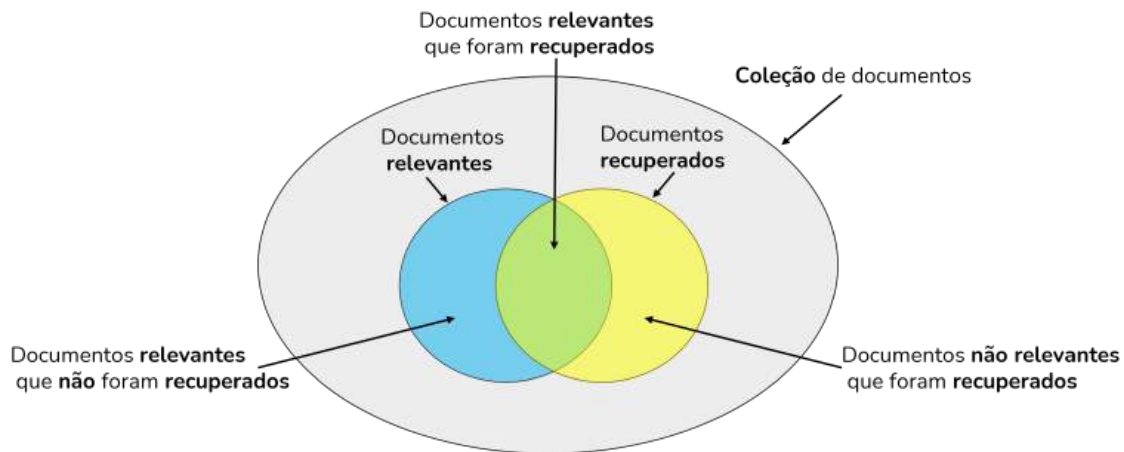 Documentos relevantes
que foram recuperados
Coleção de documentos
Documentos
relevantes
Documentos
recuperados
Documentos relevantes
que não foram recuperados
Documentos não relevantes
que foram recuperados